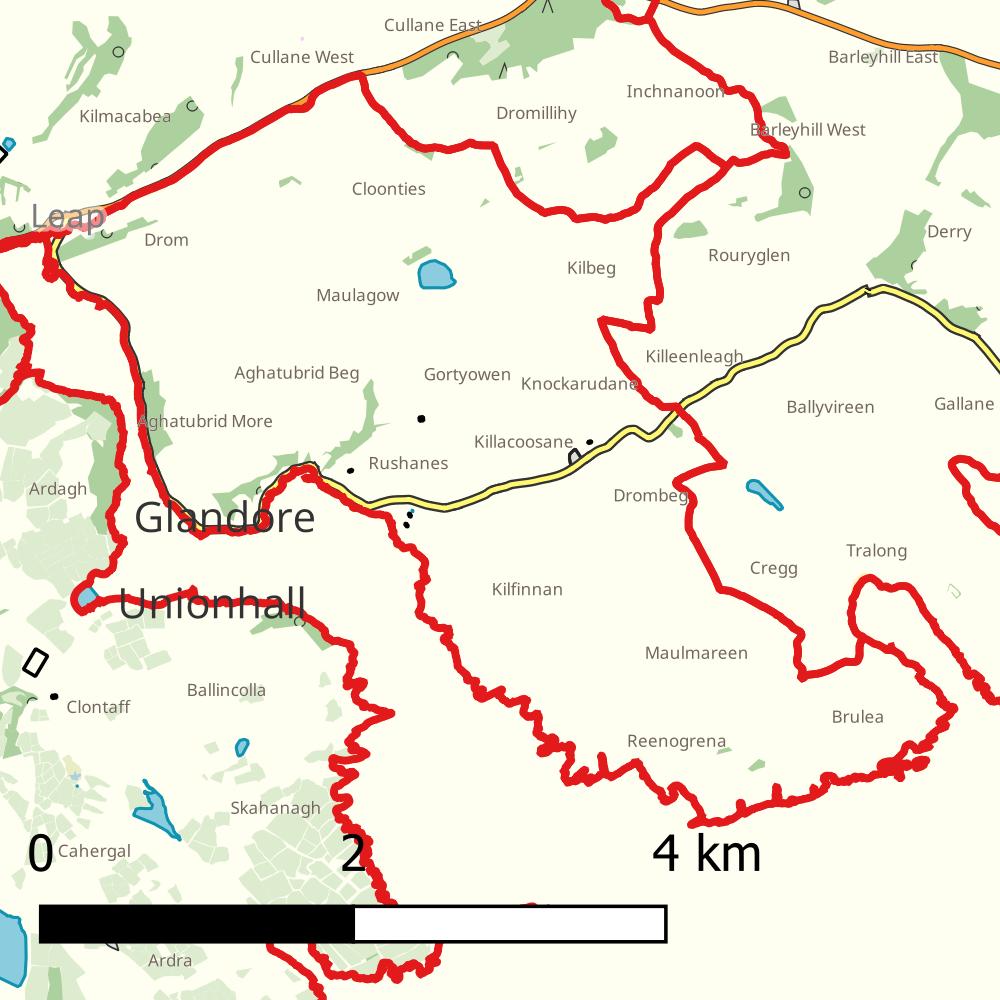 Cullane East
Cullane West
Barleyhill East
Inchnanoon
Kilmacabea
Dromillihy
Barleyhill West
Cloonties
Leap
Drom
Derry
Rouryglen
Kilbeg
Maulagow
Killeenleagh
Aghatubrid Beg
Gortyowen
Knockarudane
Ballyvireen
Gallane
Aghatubrid More
Killacoosane
Rushanes
Ardagh
Drombeg
Glandore
Tralong
Cregg
Kilfinnan
Unionhall
Maulmareen
Ballincolla
Clontaff
Brulea
Reenogrena
Skahanagh
Cahergal
0 2 4 km
Ardra